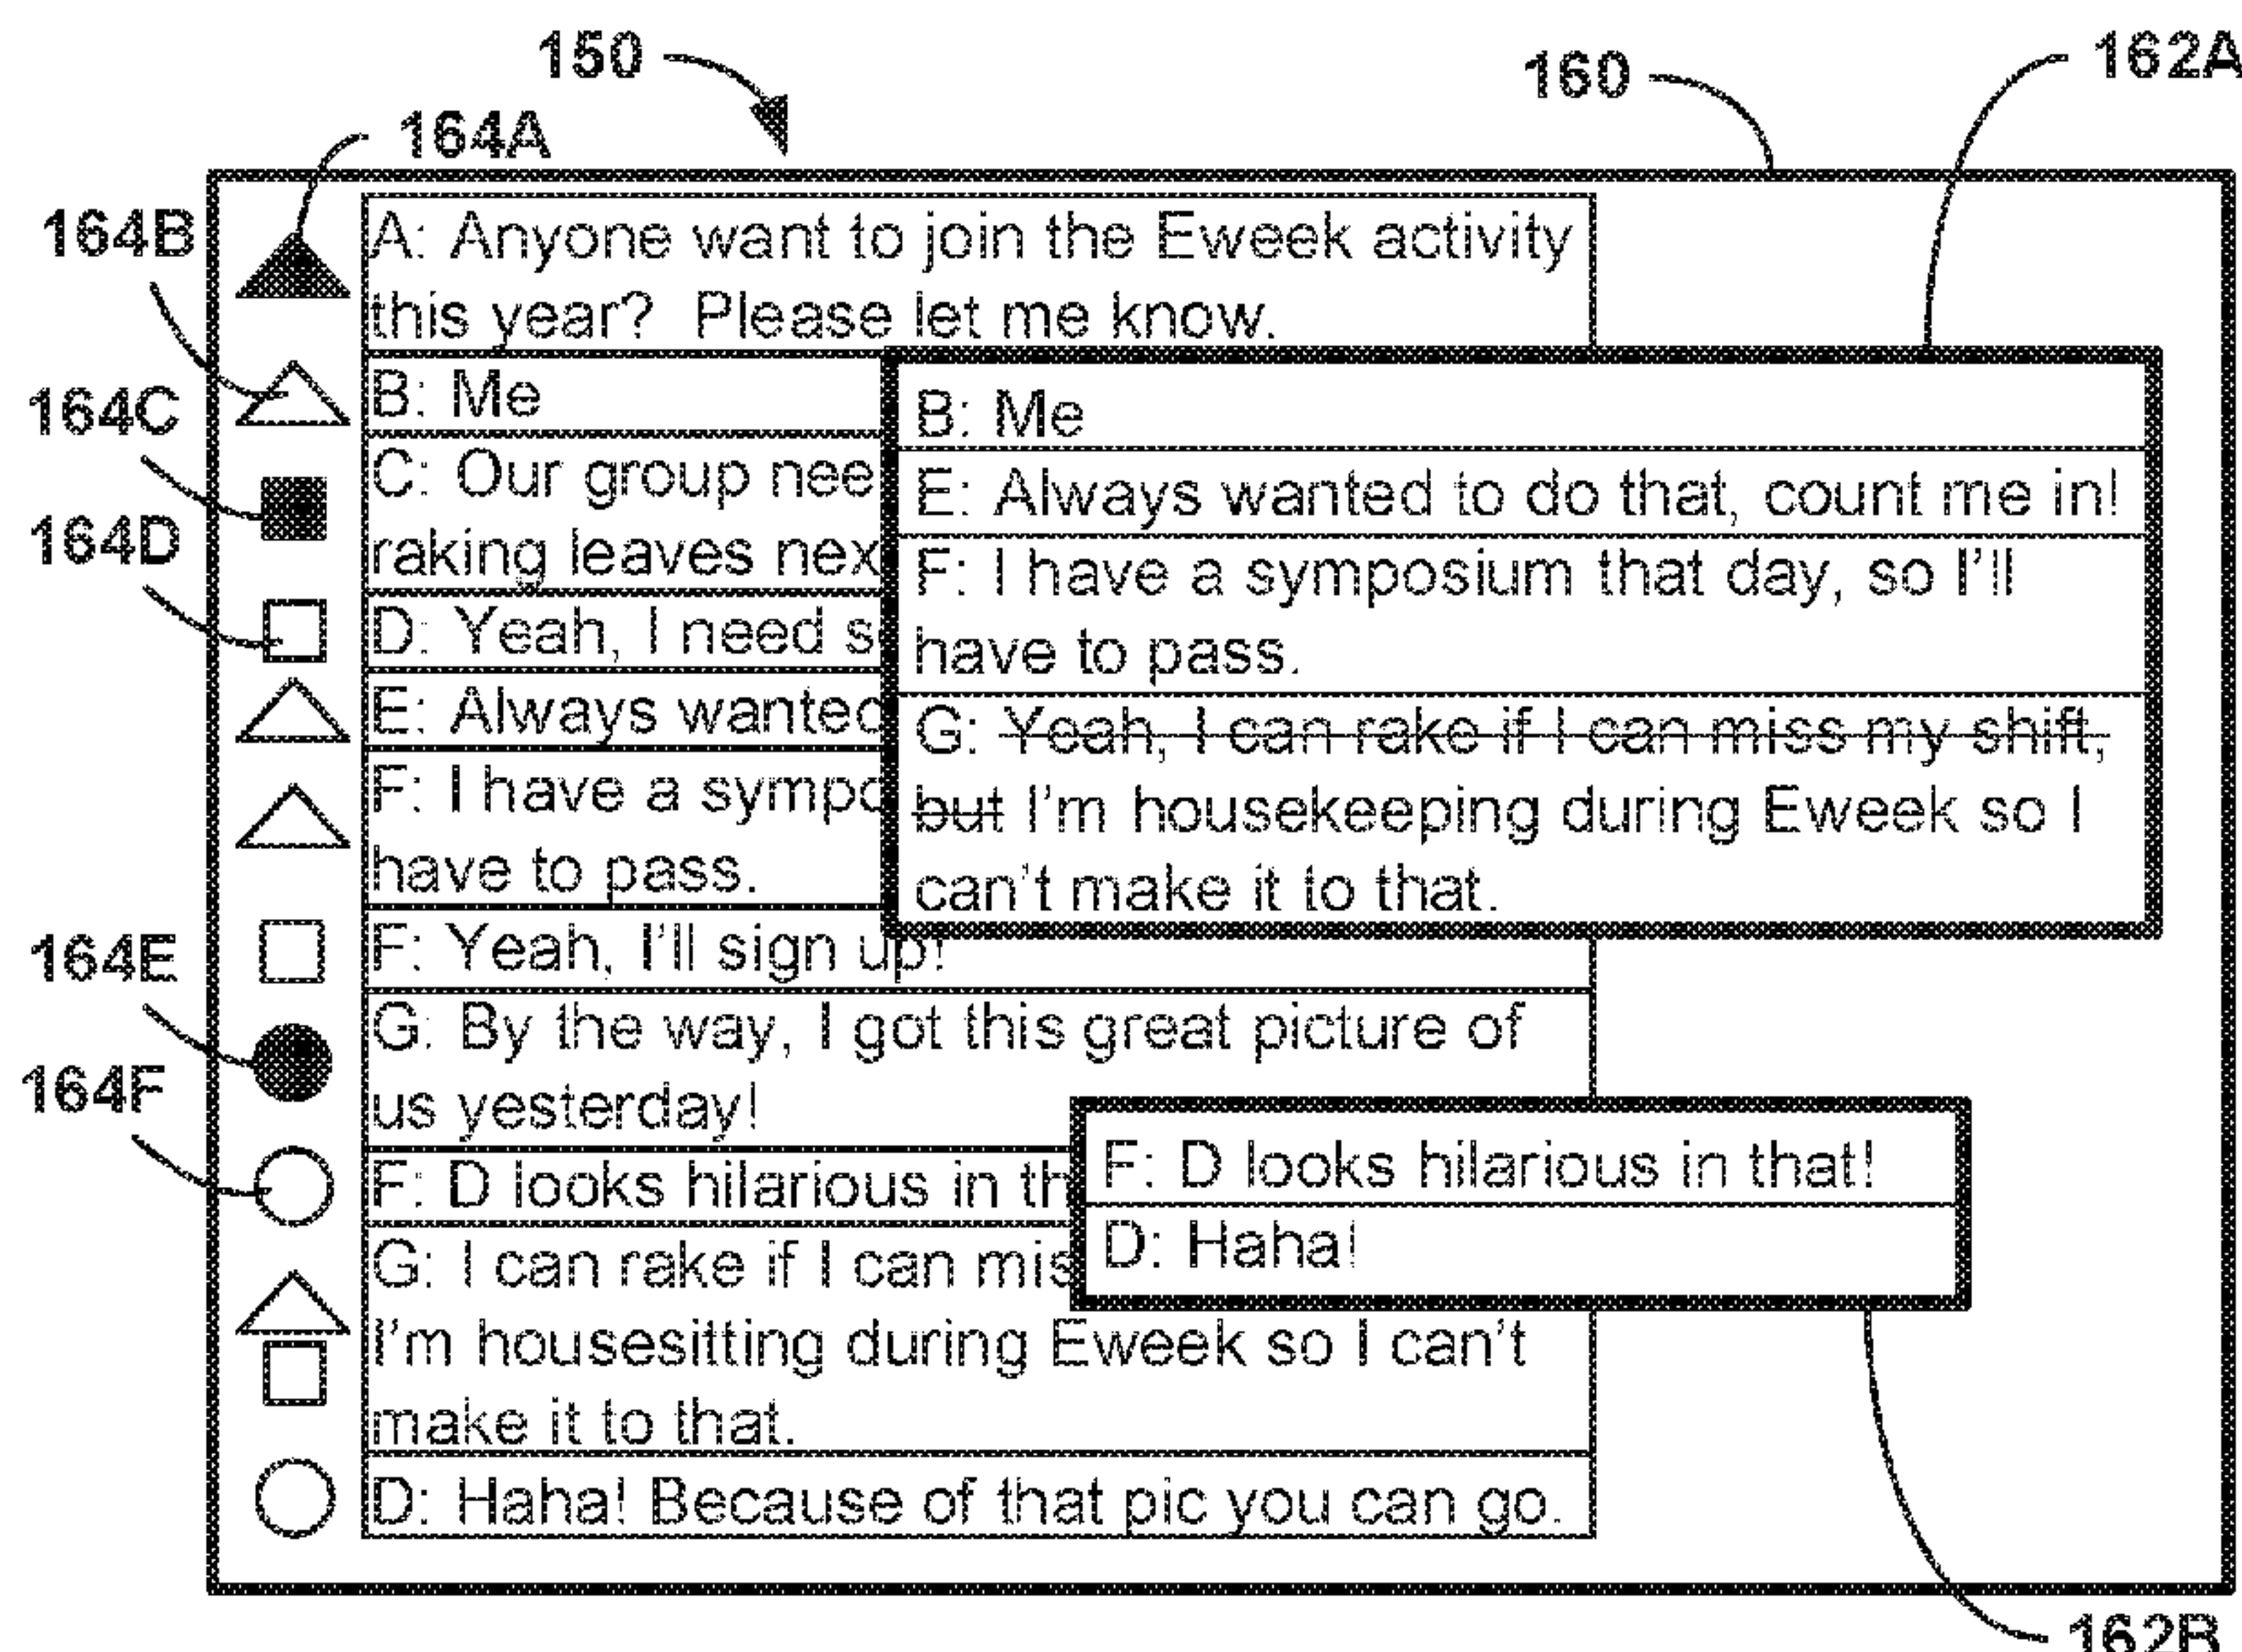 150
160
162A
164A
164B
A: Anyone want to join the Eweek activity
this year? Please let me know.
B: Me
164C
C: Our group nee
raking leaves nex
164D
D: Yeah, I need s
E: Always wanted
F: I have a sympo
have to pass.
B: Me
E: Always wanted to do that, count me in!
F: I have a symposium that day, so I'll
have to pass.
G: Yeah, I can rake if I can miss my shift,
but I'm housekeeping during Eweek so I
can't make it to that.
164E
F: Yeah, I'll sign up!
G: By the way, I got this great picture of
us yesterday!
164F
F: D looks hilarious in th
G: I can rake if I can mis
I'm housesitting during Eweek so I can't
make it to that.
D: Haha! Because of that pic you can go.
F: D looks hilarious in that!
D: Haha!
162B